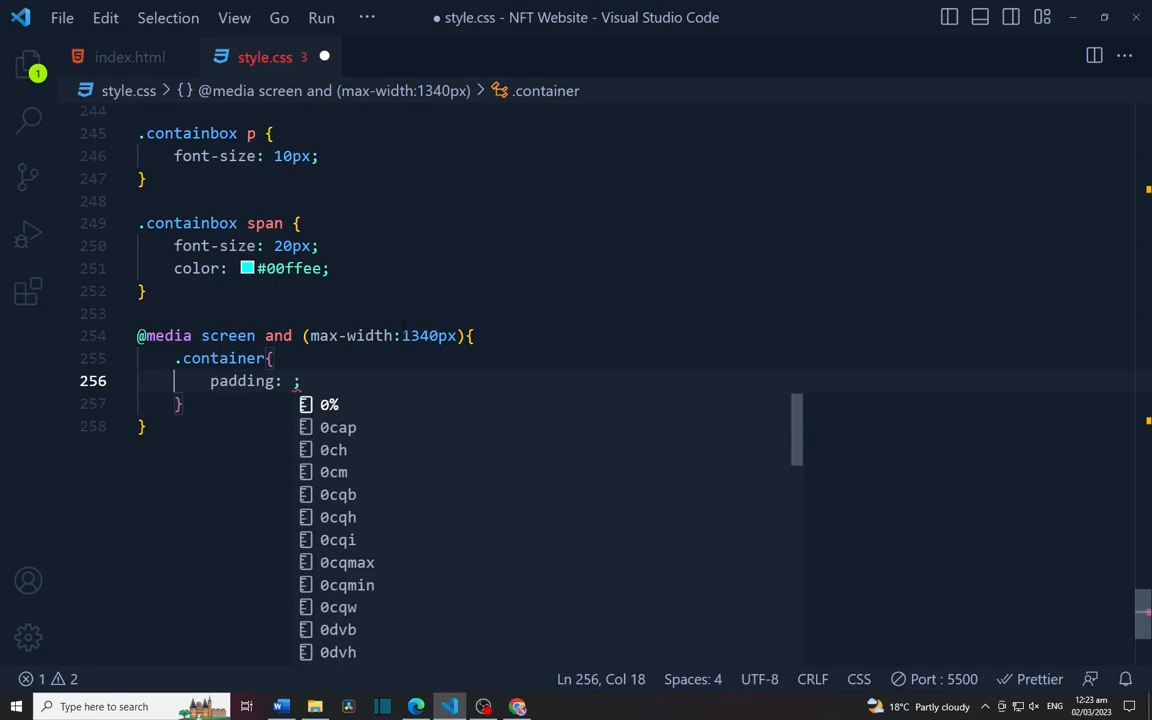 File Edit Selection View Go Run ··· ● style.css - NFT Website - Visual Studio Code
index.html style.css 3
style.css > {} @media screen and (max-width:1340px) > .container
244
245 .containbox p {
246 font-size: 10px;
247 }
248
249 .containbox span {
250 font-size: 20px;
251 color: #00ffee;
252 }
253
254 @media screen and (max-width:1340px){
255 .container{
256 padding: ;
257 }
258 }
0%
0cap
0ch
0cm
0cqb
0cqh
0cqi
0cqmax
0cqmin
0cqw
0dvb
0dvh
1
1 2 Ln 256, Col 18 Spaces: 4 UTF-8 CRLF CSS Port : 5500 Prettier
Type here to search 18°C Partly cloudy ENG 12:23 am
02/03/2023